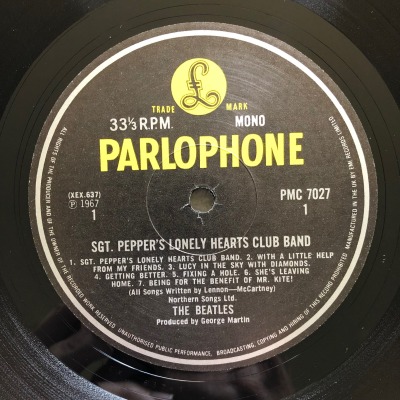 £
TRADE MARK
33⅓ R.P.M. MONO
PARLOPHONE
(XEX.637) PMC 7027
Ⓟ 1967
1 1
SGT. PEPPER'S LONELY HEARTS CLUB BAND
1. SGT. PEPPER'S LONELY HEARTS CLUB BAND. 2. WITH A LITTLE HELP
FROM MY FRIENDS. 3. LUCY IN THE SKY WITH DIAMONDS.
4. GETTING BETTER. 5. FIXING A HOLE. 6. SHE'S LEAVING
HOME. 7. BEING FOR THE BENEFIT OF MR. KITE!
(All Songs Written by Lennon—McCartney)
Northern Songs Ltd.
THE BEATLES
Produced by George Martin
ALL RIGHTS OF THE PRODUCER AND OF THE OWNER OF THE RECORDED WORK RESERVED UNAUTHORISED PUBLIC PERFORMANCE, BROADCASTING, COPYING AND HIRING OF THIS RECORD PROHIBITED
MANUFACTURED IN THE UK BY EMI RECORDS LIMITED